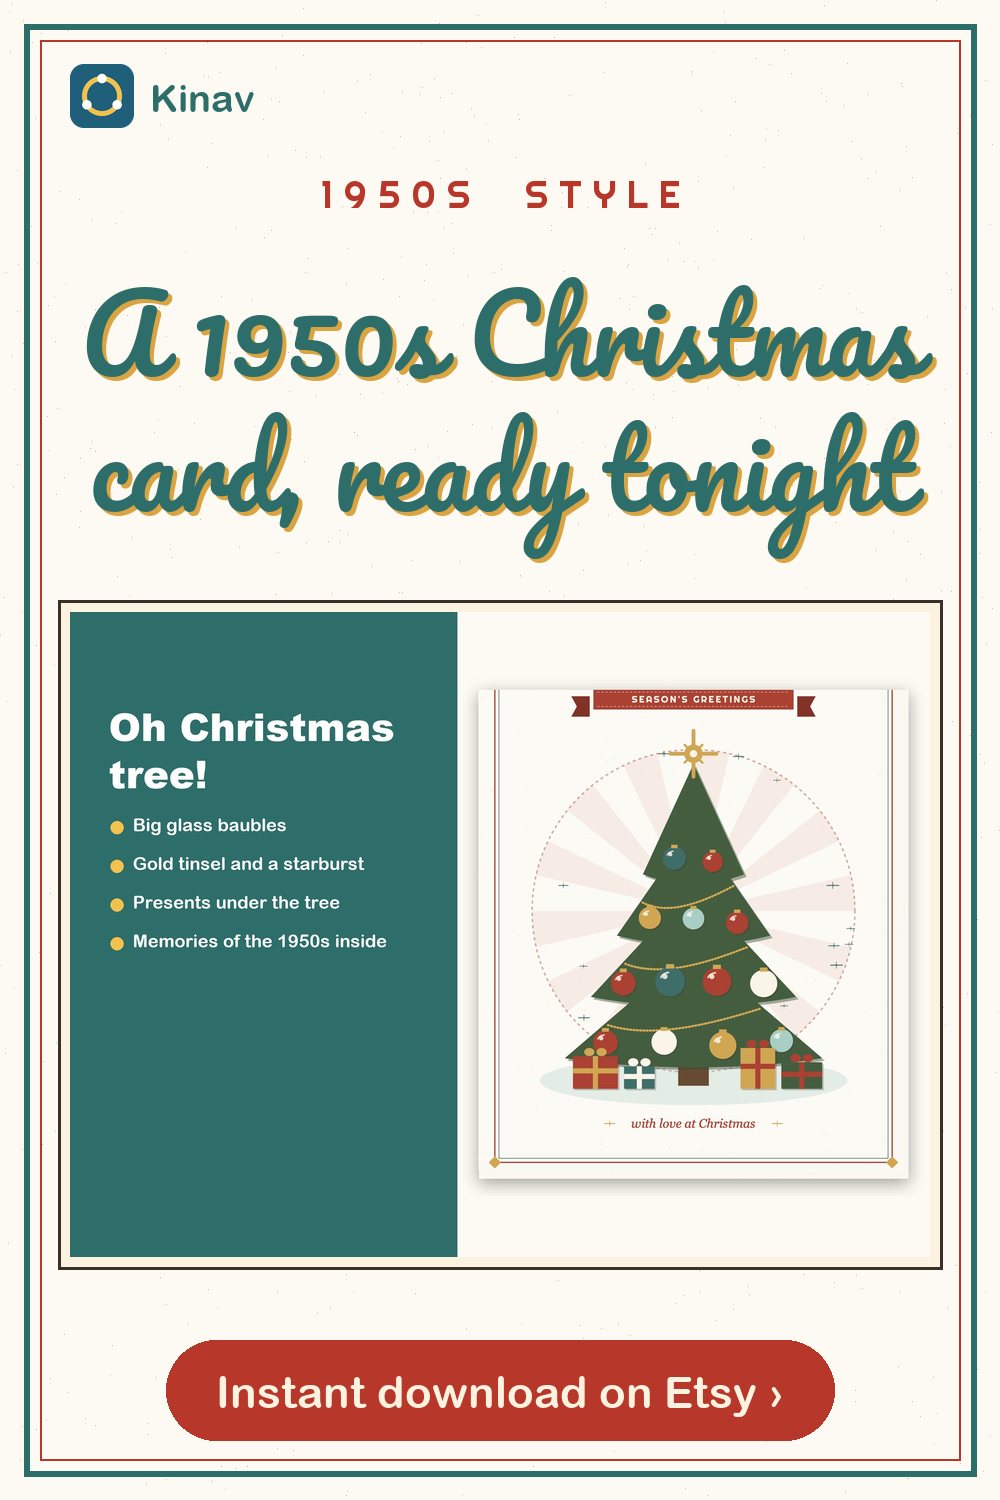 Kinav
1950S STYLE
A 1950s Christmas
card, ready tonight
Oh Christmas
tree!
Big glass baubles
Gold tinsel and a starburst
Presents under the tree
Memories of the 1950s inside
SEASON'S GREETINGS
with love at Christmas
Instant download on Etsy ›